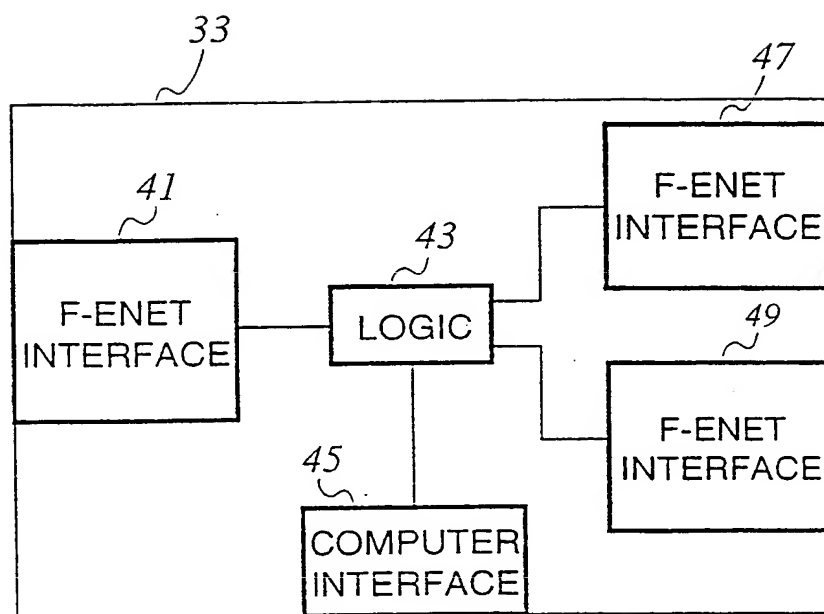 33
47
F-ENET
INTERFACE
41
F-ENET
INTERFACE
43
LOGIC
49
F-ENET
INTERFACE
45
COMPUTER
INTERFACE